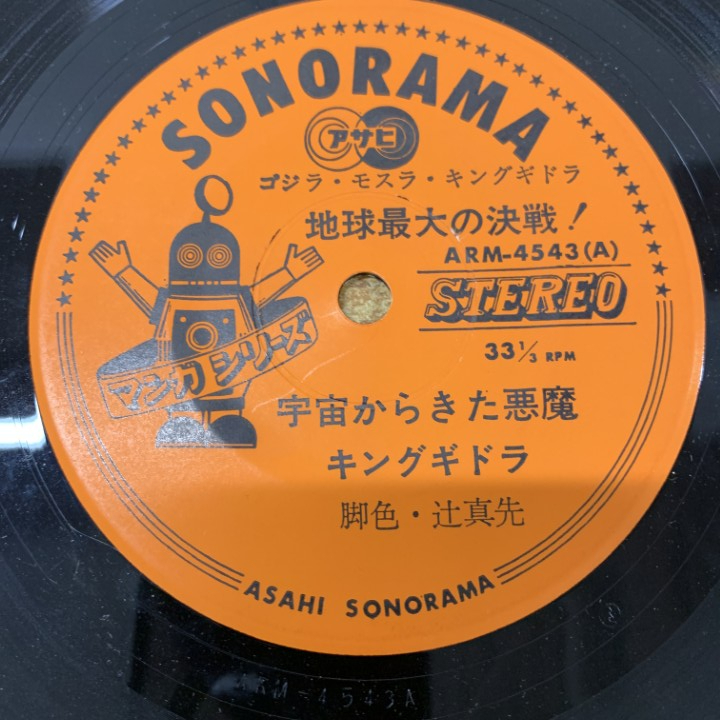 SONORAMA
アサヒ
ゴジラ・モスラ・キングギドラ
地球最大の決戦!
ARM-4543(A)
STEREO
33 1/3 RPM
マンガシリーズ
宇宙からきた悪魔
キングギドラ
脚色・辻真先
ASAHI SONORAMA
ARM-4543A